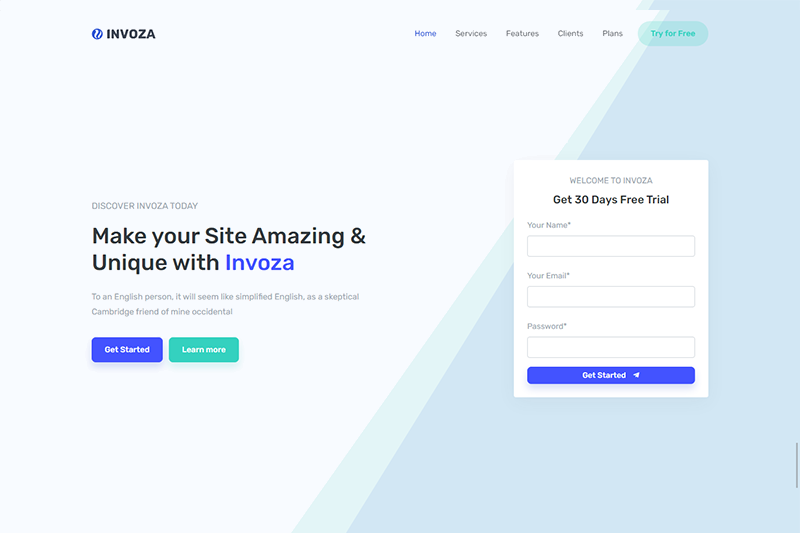 INVOZA
Home Services Features Clients Plans Try for Free
DISCOVER INVOZA TODAY
Make your Site Amazing &
Unique with Invoza
To an English person, it will seem like simplified English, as a skeptical
Cambridge friend of mine occidental
Get Started Learn more
WELCOME TO INVOZA
Get 30 Days Free Trial
Your Name*
Your Email*
Password*
Get Started